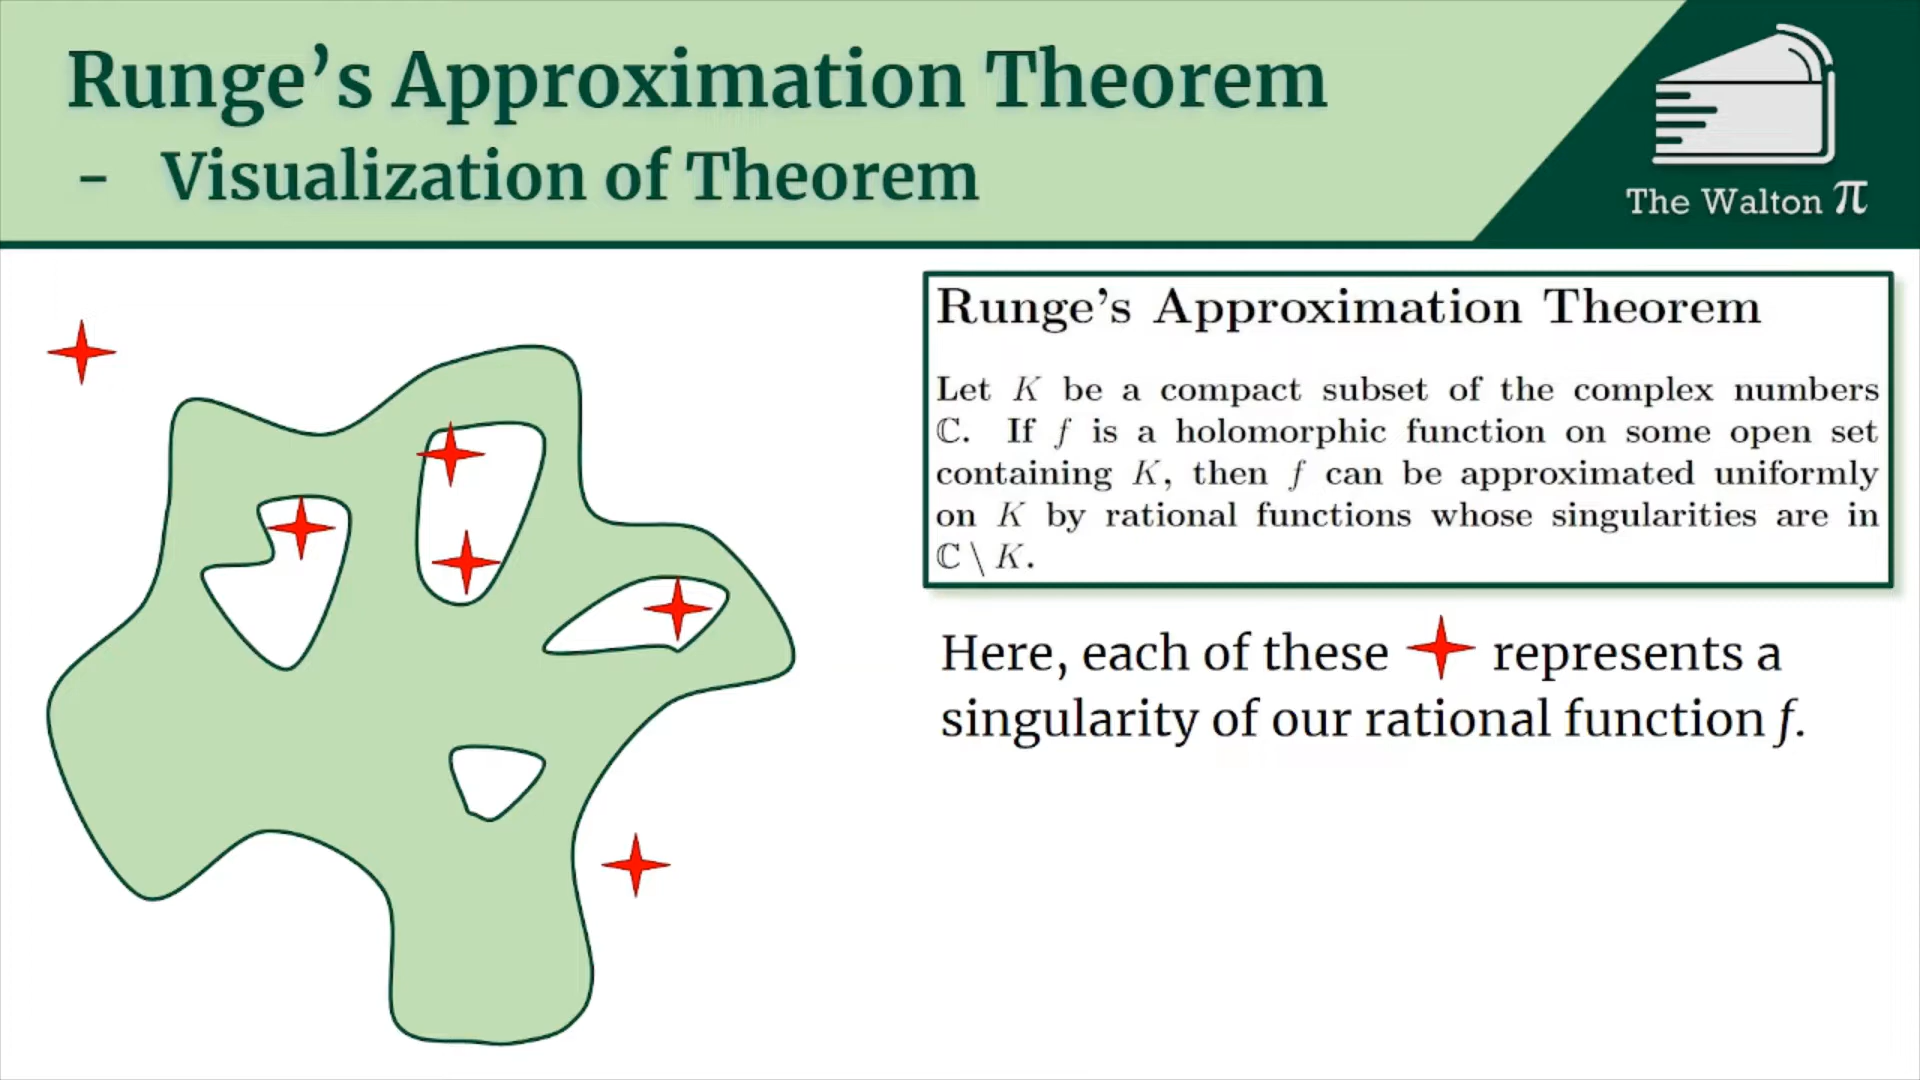 Runge’s Approximation Theorem
- Visualization of Theorem
The Walton π
Runge’s Approximation Theorem
Let K be a compact subset of the complex numbers
ℂ. If f is a holomorphic function on some open set
containing K, then f can be approximated uniformly
on K by rational functions whose singularities are in
ℂ \ K.
Here, each of these represents a
singularity of our rational function f.